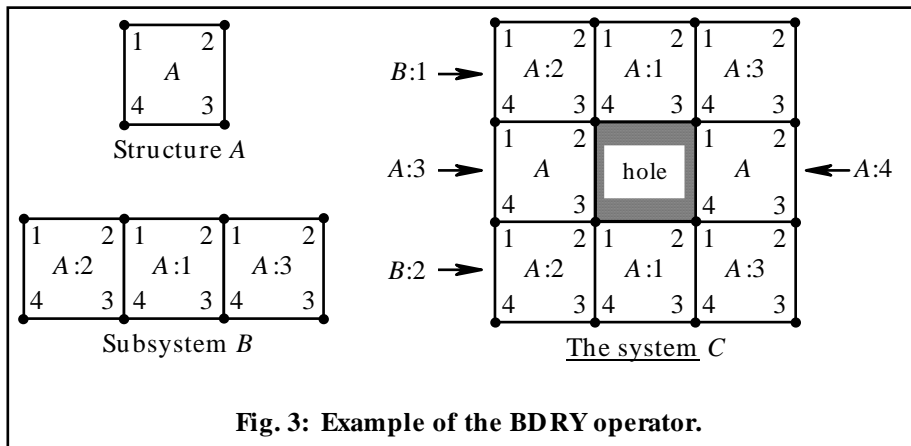 1 2
A
4 3
Structure A
1 2 1 2 1 2
A:2 A:1 A:3
4 3 4 3 4 3
Subsystem B
1 2 1 2 1 2
B:1 A:2 A:1 A:3
4 3 4 3 4 3
1 2 1 2
A:3 A hole A A:4
4 3 4 3
1 2 1 2 1 2
B:2 A:2 A:1 A:3
4 3 4 3 4 3
The system C
Fig. 3: Example of the BDRY operator.